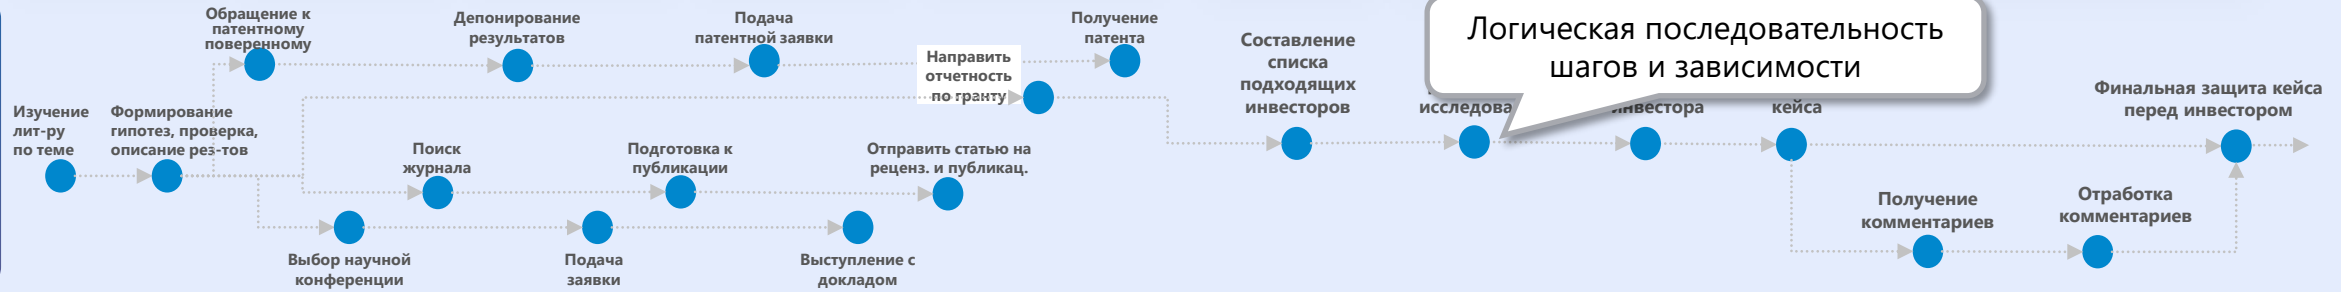 Обращение к
патентному
поверенному
Депонирование
результатов
Подача
патентной заявки
Получение
патента
Направить
отчетность
по гранту
Изучение
лит-ру
по теме
Формирование
гипотез, проверка,
описание рез-тов
Поиск
журнала
Подготовка к
публикации
Отправить статью на
реценз. и публикац.
Выбор научной
конференции
Подача
заявки
Выступление с
докладом
Составление
списка
подходящих
инвесторов
Логическая последовательность
шагов и зависимости
кейса
Получение
комментариев
Отработка
комментариев
Финальная защита кейса
перед инвестором